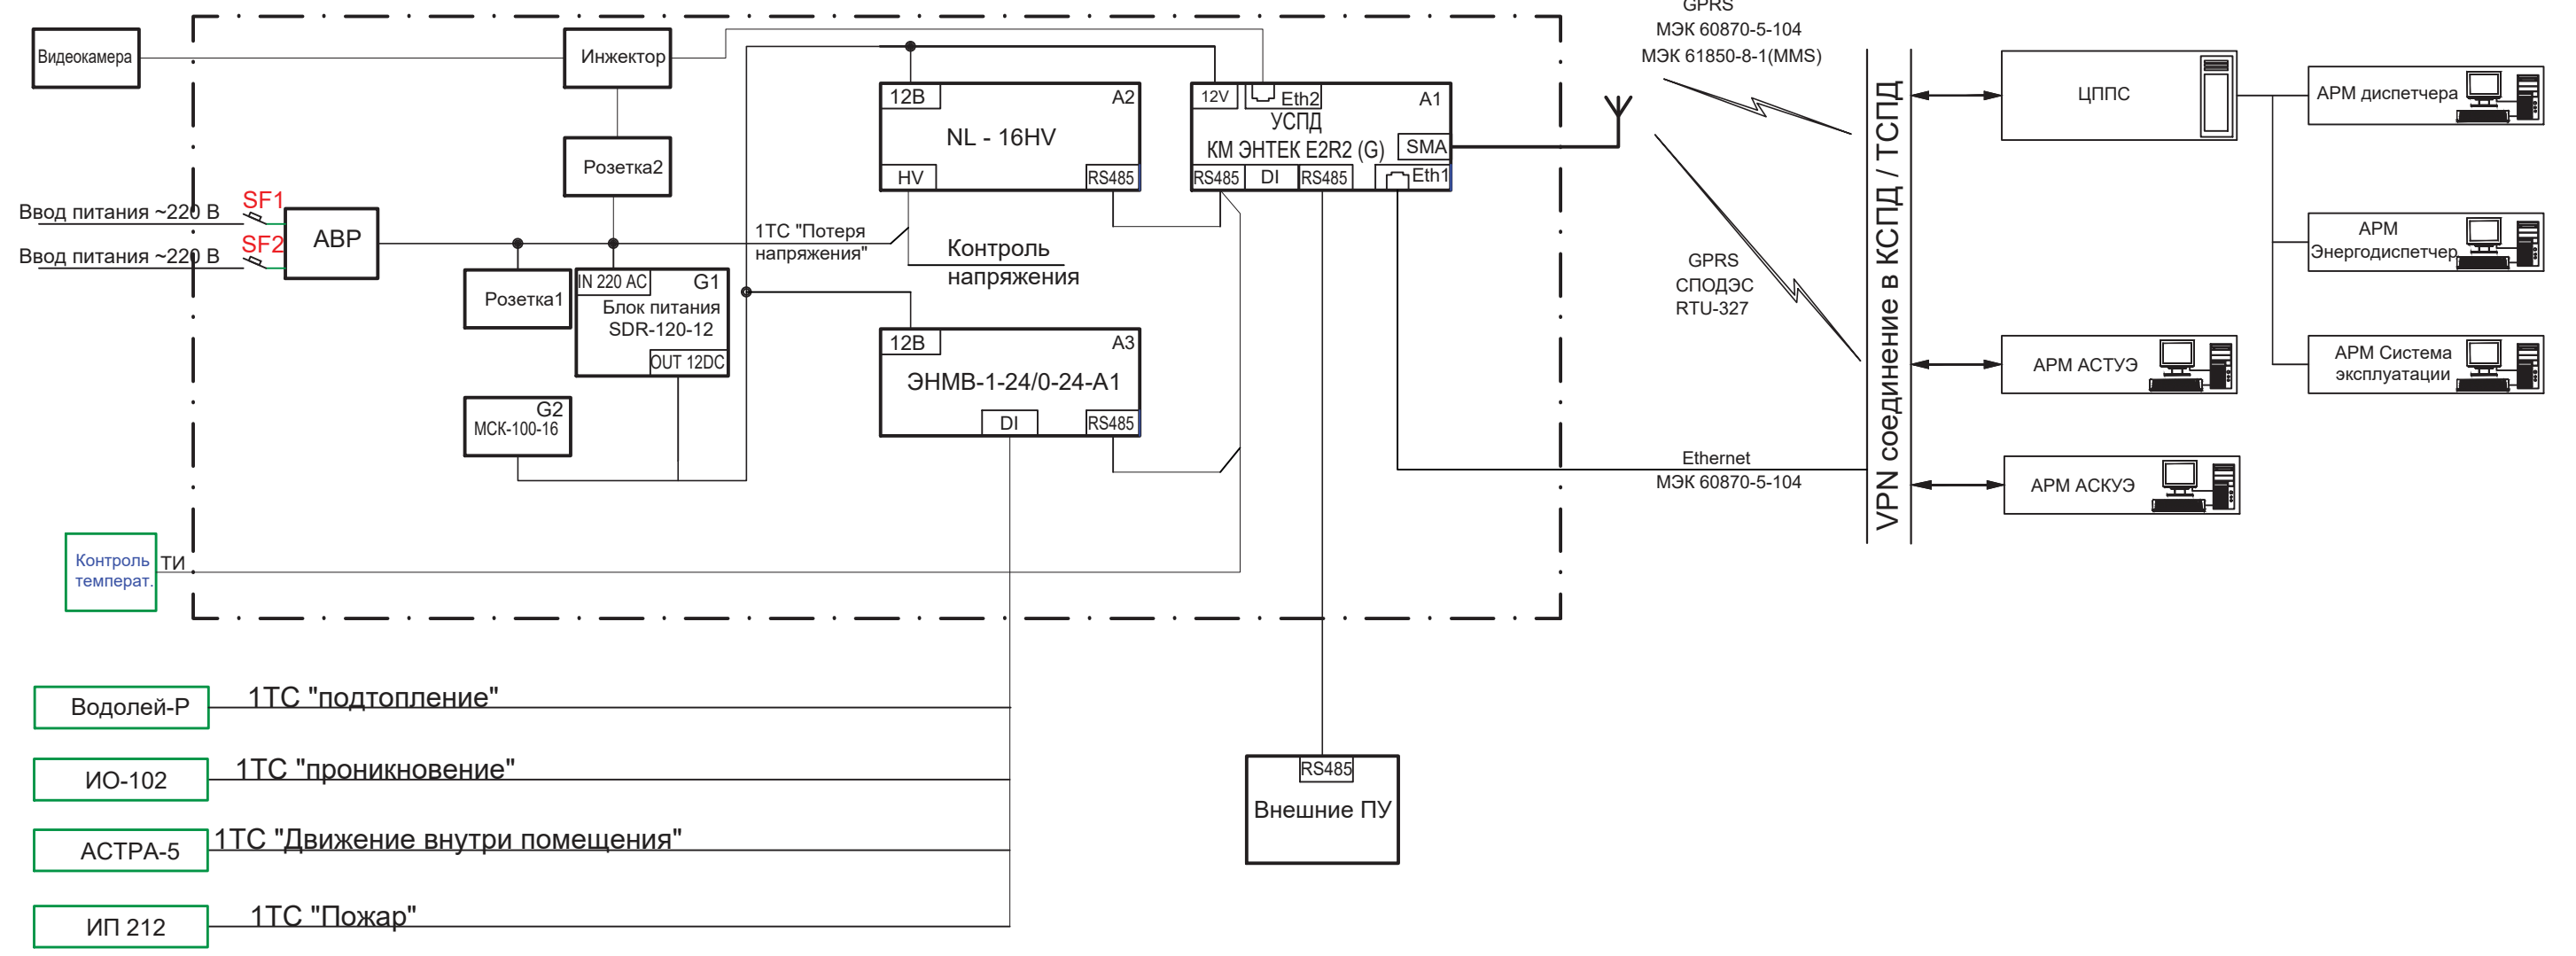 GPRS
МЭК 60870-5-104
МЭК 61850-8-1(MMS)
Видеокамера
Инжектор
12В
A2
NL - 16HV
HV
RS485
12V
Eth2
A1
УСПД
КМ ЭНТЕК E2R2 (G)
SMA
RS485
DI
RS485
Eth1
ЦППС
АРМ диспетчера
Розетка2
Ввод питания ~220 В
SF1
Ввод питания ~220 В
SF2
АВР
1ТС "Потеря
напряжения"
Контроль
напряжения
АРМ
Энергодиспетчер
GPRS
СПОДЭС
RTU-327
VPN соединение в КСПД / ТСПД
Розетка1
IN 220 AC
G1
Блок питания
SDR-120-12
OUT 12DC
12В
A3
ЭНМВ-1-24/0-24-А1
DI
RS485
АРМ АСТУЭ
АРМ Система
эксплуатации
G2
МСК-100-16
Ethernet
МЭК 60870-5-104
АРМ АСКУЭ
Контроль
температ.
ТИ
Водолей-Р
1ТС "подтопление"
ИО-102
1ТС "проникновение"
АСТРА-5
1ТС "Движение внутри помещения"
ИП 212
1ТС "Пожар"
RS485
Внешние ПУ